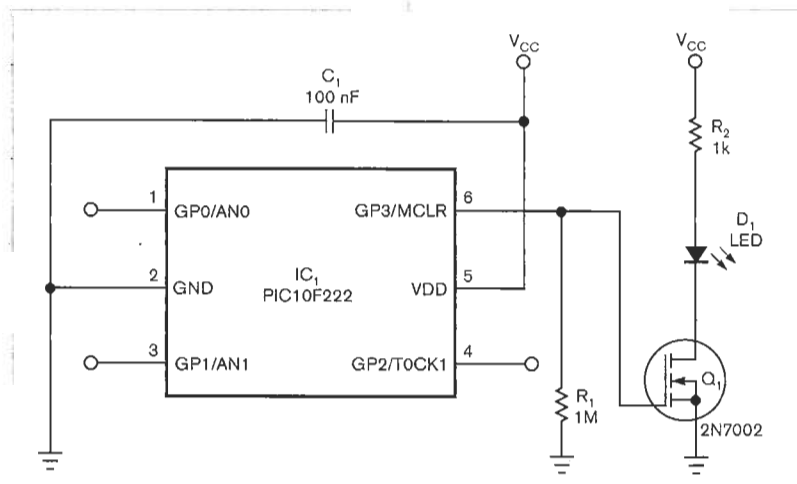 VCC
VCC
C1
100 nF
R2
1k
1
GP0/AN0
GP3/MCLR
6
D1
LED
2
GND
IC1
PIC10F222
VDD
5
3
GP1/AN1
GP2/T0CK1
4
R1
1M
Q1
2N7002